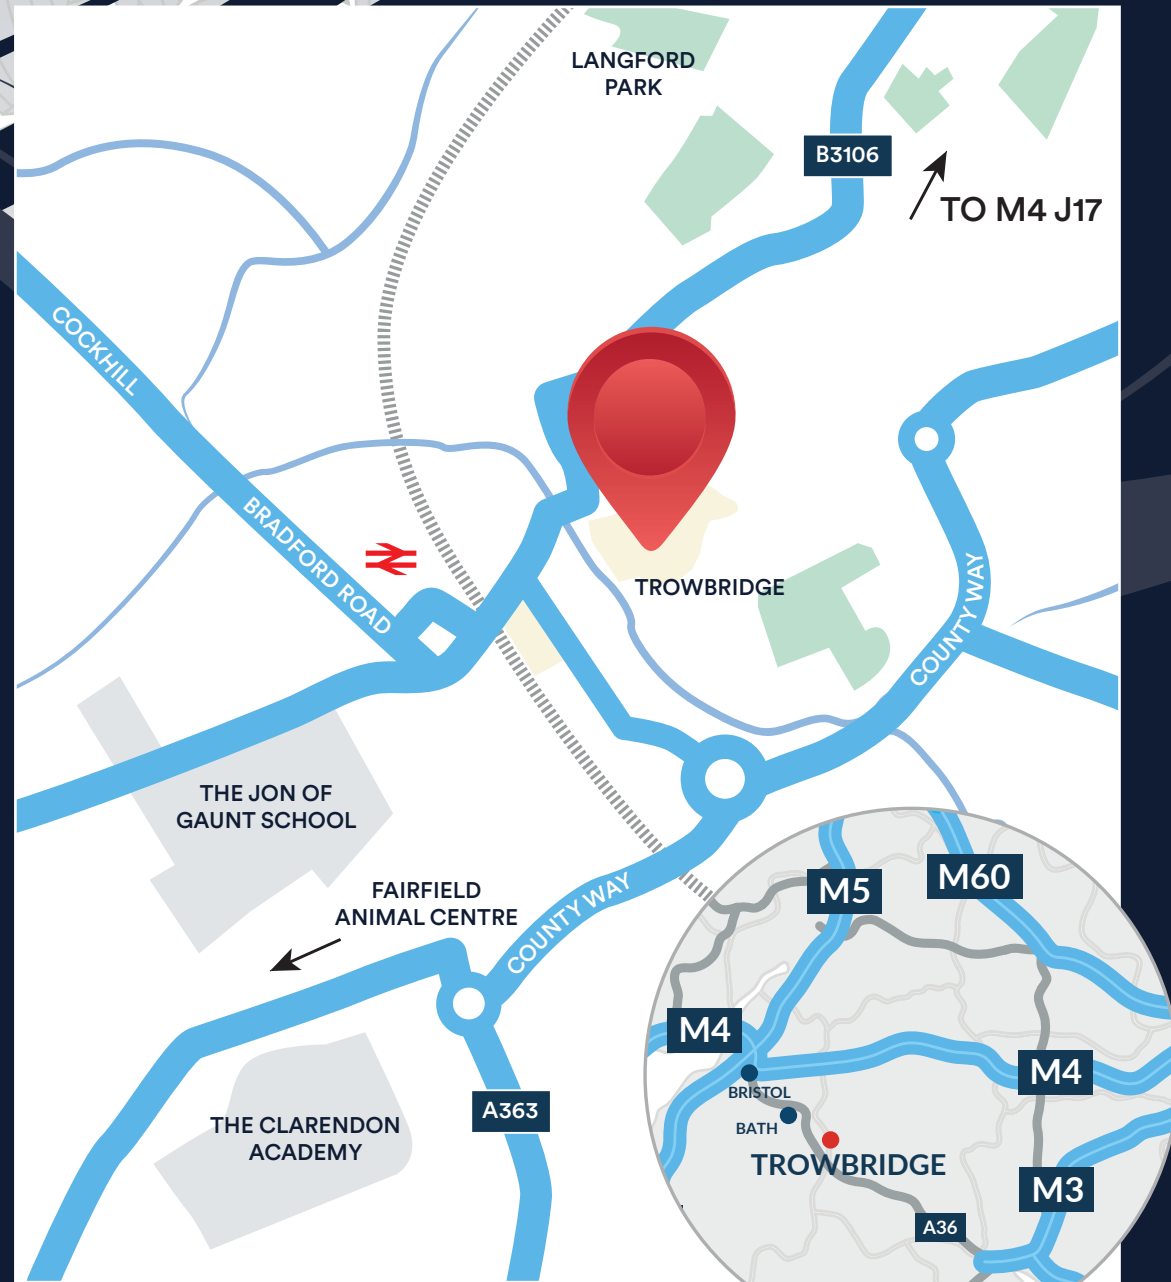 LANGFORD
PARK
B3106
TO M4 J17
COCKHILL
BRADFORD ROAD
TROWBRIDGE
COUNTY WAY
THE JON OF
GAUNT SCHOOL
FAIRFIELD
ANIMAL CENTRE
COUNTY WAY
A363
THE CLARENDON
ACADEMY
M5
M60
M4
M4
BRISTOL
BATH
TROWBRIDGE
M3
A36